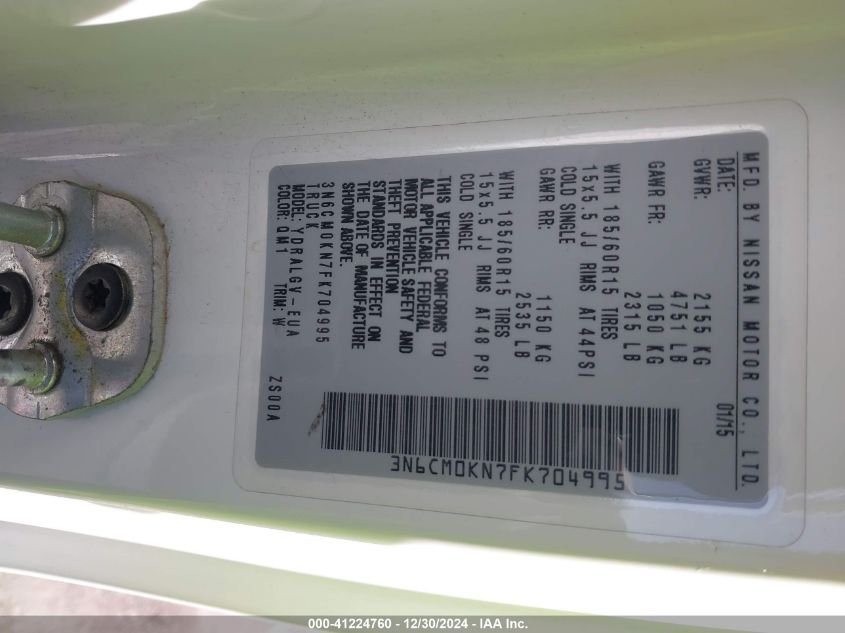 MFD. BY NISSAN MOTOR CO., LTD.
DATE: 01/15
GVWR: 2155 KG
4751 LB
GAWR FR: 1050 KG
2315 LB
WITH 185/60R15 TIRES
15x5.5 JJ RIMS AT 44PSI
COLD SINGLE
GAWR RR: 1150 KG
2535 LB
WITH 185/60R15 TIRES
15x5.5 JJ RIMS AT 48 PSI
COLD SINGLE
THIS VEHICLE CONFORMS TO
ALL APPLICABLE FEDERAL
MOTOR VEHICLE SAFETY AND
THEFT PREVENTION
STANDARDS IN EFFECT ON
THE DATE OF MANUFACTURE
SHOWN ABOVE.
3N6CM0KN7FK704995
TRUCK
MODEL: YDRALGV-EUA
COLOR: QM1 TRIM: W
ZS00A
3N6CM0KN7FK704995
000-41224760 - 12/30/2024 - IAA Inc.